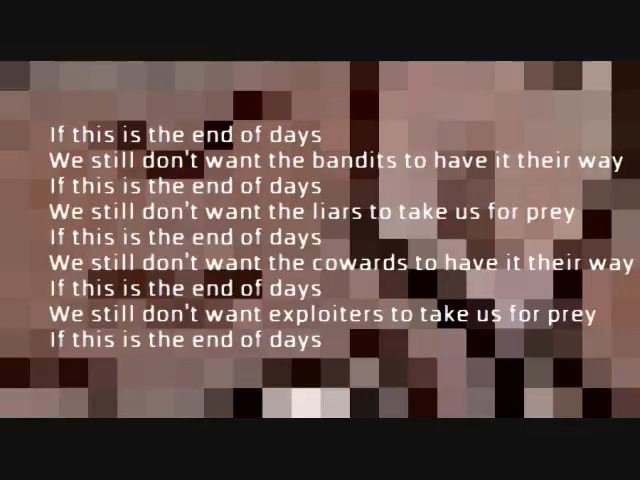 If this is the end of days
We still don't want the bandits to have it their way
If this is the end of days
We still don't want the liars to take us for prey
If this is the end of days
We still don't want the cowards to have it their way
If this is the end of days
We still don't want exploiters to take us for prey
If this is the end of days